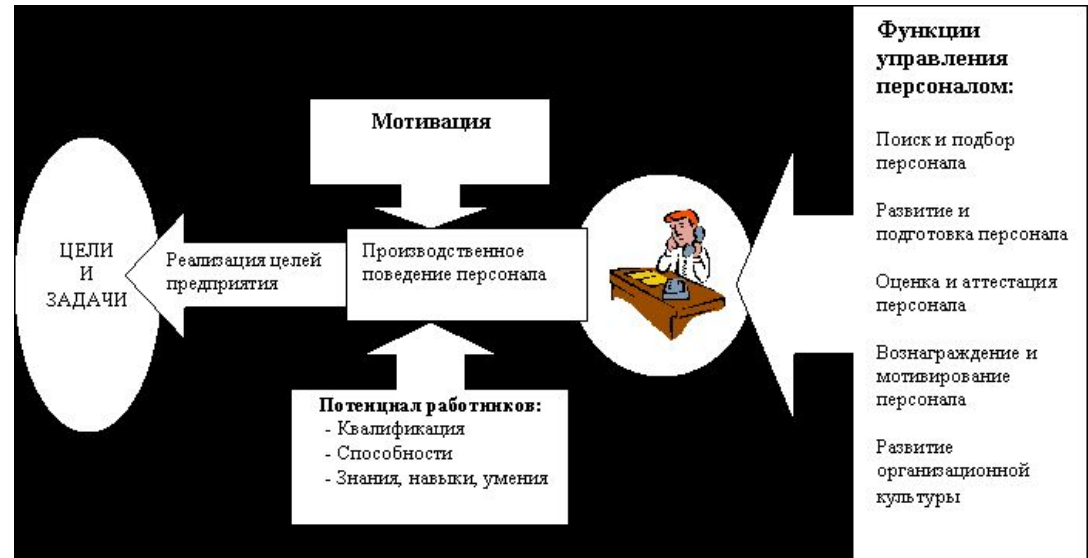 ЦЕЛИ
И
ЗАДАЧИ
Реализация целей
предприятия
Мотивация
Производственное
поведение персонала
Потенциал работников:
- Квалификация
- Способности
- Знания, навыки, умения
Функции
управления
персоналом:
Поиск и подбор
персонала
Развитие и
подготовка персонала
Оценка и аттестация
персонала
Вознаграждение и
мотивирование
персонала
Развитие
организационной
культуры